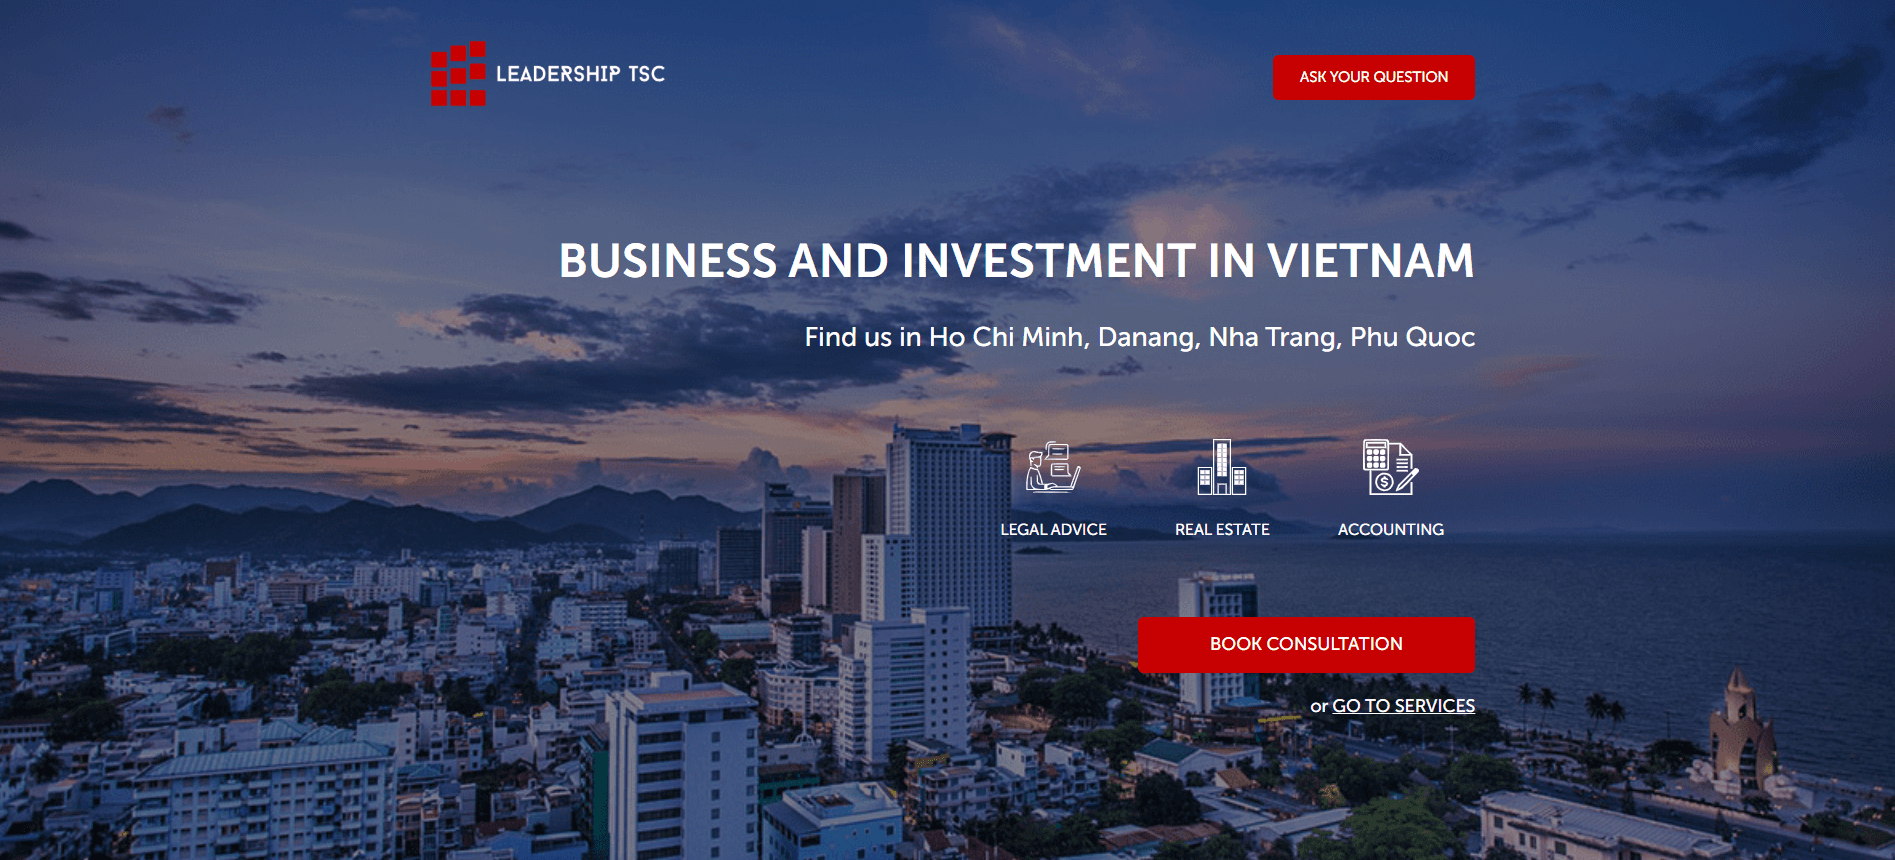 LEADERSHIP TSC
ASK YOUR QUESTION
BUSINESS AND INVESTMENT IN VIETNAM
Find us in Ho Chi Minh, Danang, Nha Trang, Phu Quoc
LEGAL ADVICE
REAL ESTATE
ACCOUNTING
BOOK CONSULTATION
or GO TO SERVICES